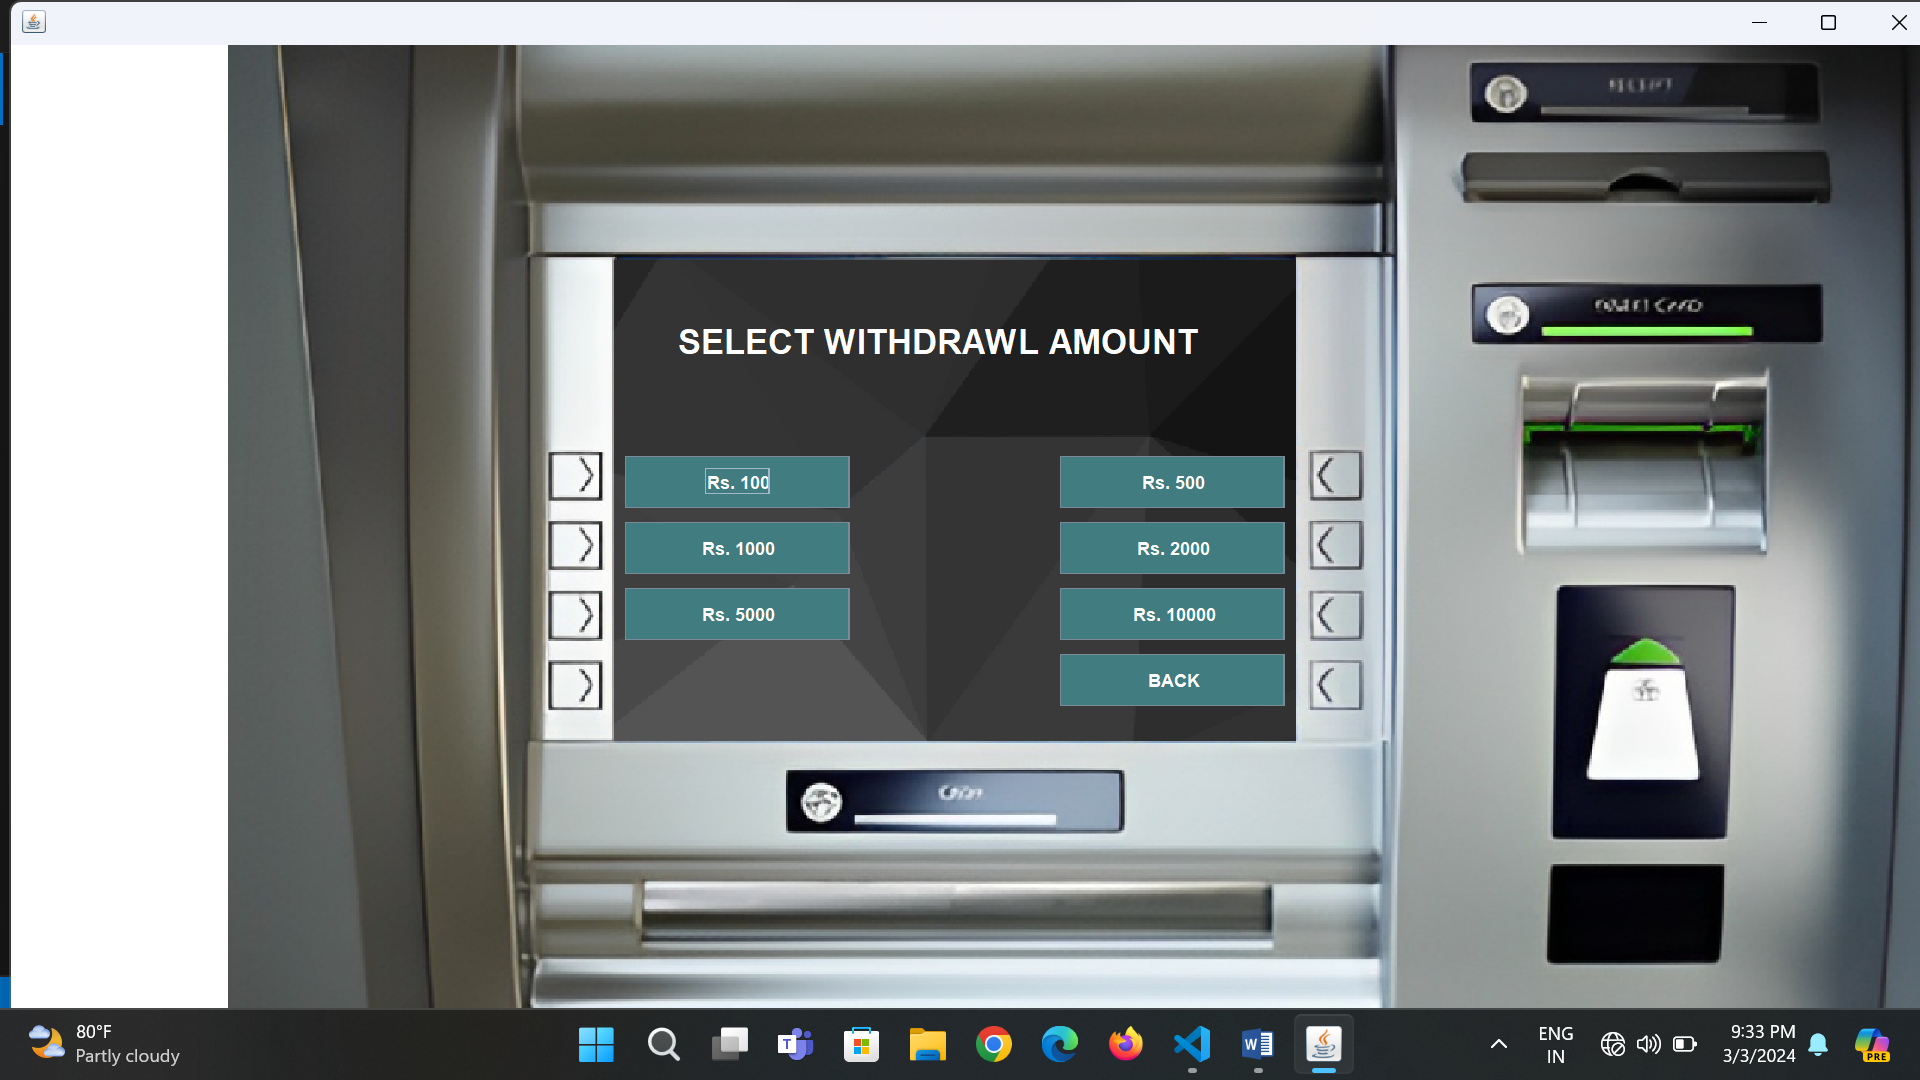 SELECT WITHDRAWL AMOUNT
Rs. 100
Rs. 500
Rs. 1000
Rs. 2000
Rs. 5000
Rs. 10000
BACK
80°F
Partly cloudy
ENG
IN
9:33 PM
3/3/2024
PRE